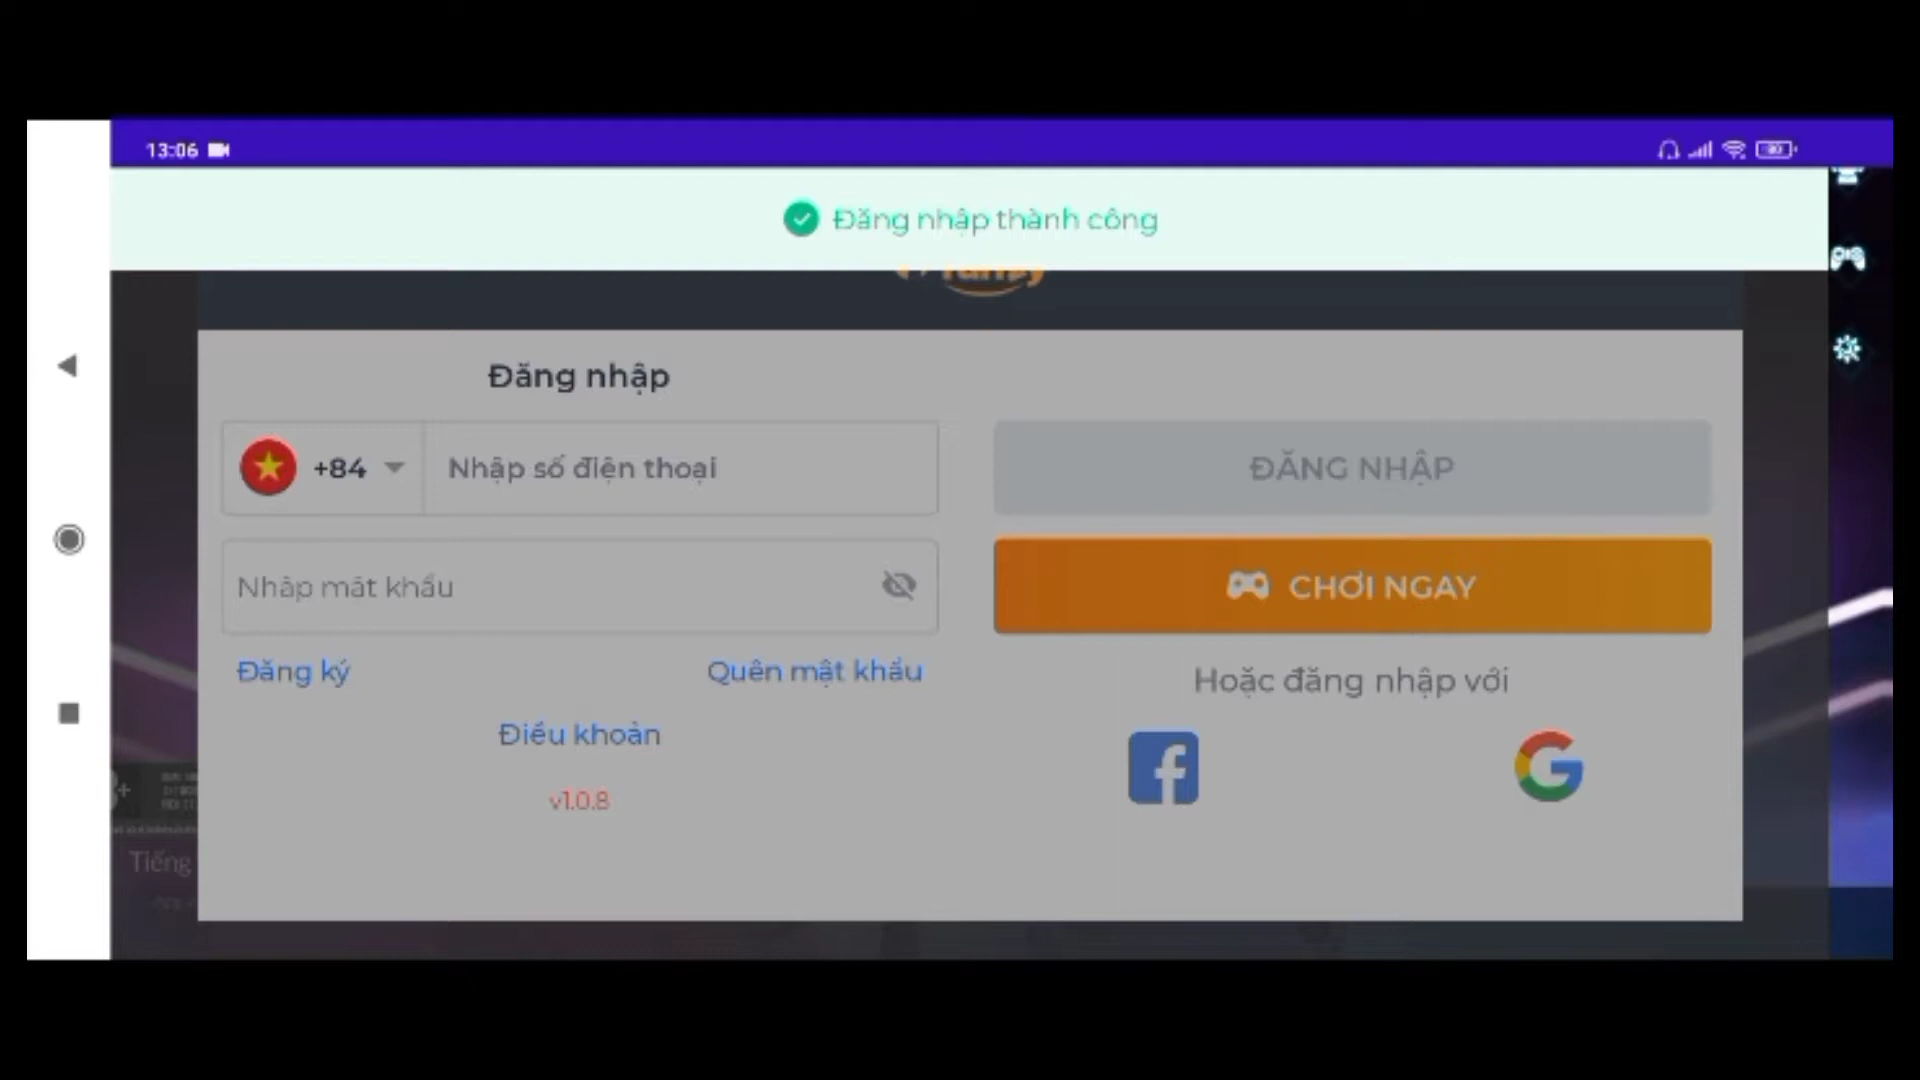 13:06
Đăng nhập thành công
Đăng nhập
+84
Nhập số điện thoại
ĐĂNG NHẬP
Nhập mật khẩu
CHƠI NGAY
Đăng ký
Quên mật khẩu
Hoặc đăng nhập với
Điều khoản
v1.0.8
Tiếng